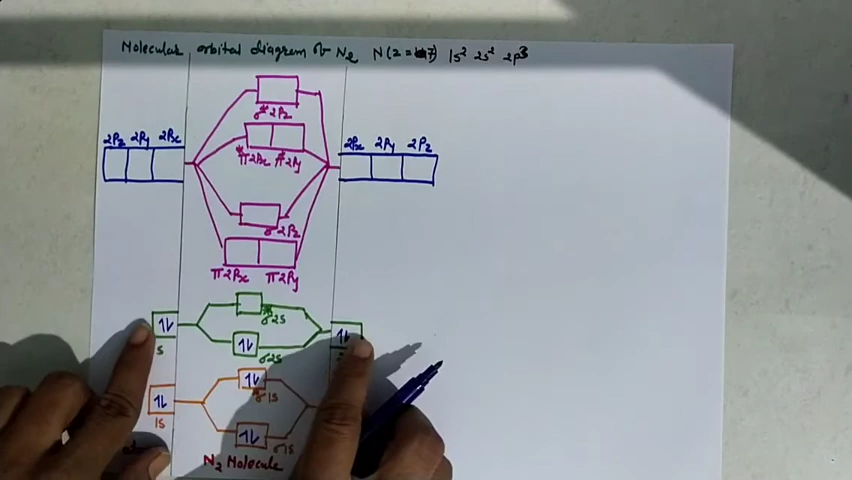 Molecular orbital diagram of N2 N(Z=7) 1s² 2s² 2p³
σ*2Pz
2Pz 2Py 2Px
2Px 2Py 2Pz
π*2Px π*2Py
σ2Pz
π2Px π2Py
σ*2s
s
σ2s
σ*1s
1s
σ1s
N2 Molecule